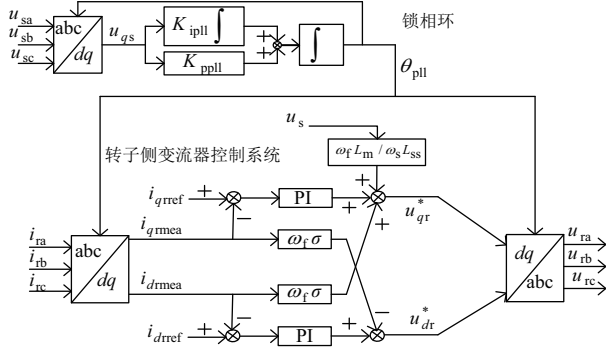 锁相环
u_sa
u_sb
u_sc
abc
dq
u_qs
K_ipll ∫
K_ppll
+
+
∫
θ_pll
u_s
ω_f L_m / ω_s L_ss
转子侧变流器控制系统
i_qrref + − PI + + +
u*_qr
i_ra
i_rb
i_rc
abc
dq
i_qrmea
ω_f σ
i_drmea
ω_f σ
i_drref + − PI + −
u*_dr
dq
abc
u_ra
u_rb
u_rc